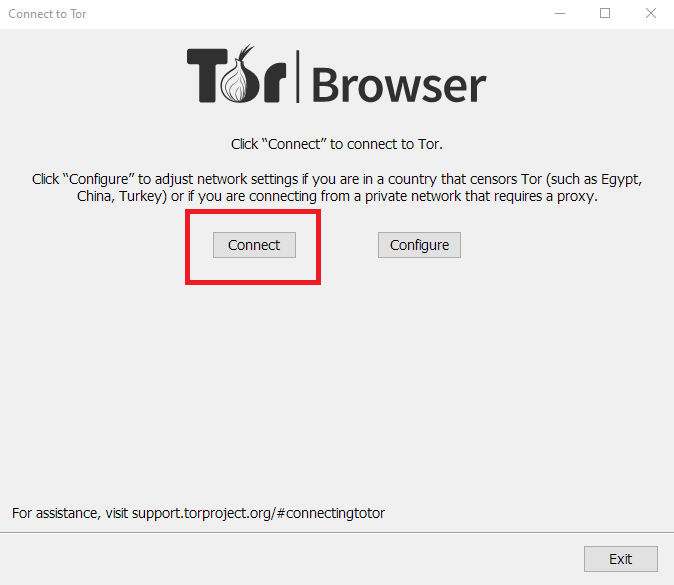 Connect to Tor
Tor Browser
Click “Connect” to connect to Tor.
Click “Configure” to adjust network settings if you are in a country that censors Tor (such as Egypt,
China, Turkey) or if you are connecting from a private network that requires a proxy.
Connect Configure
For assistance, visit support.torproject.org/#connectingtotor
Exit